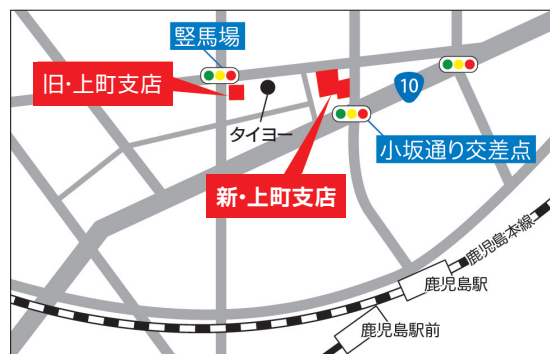 竪馬場
旧・上町支店
タイヨー
10
小坂通り交差点
新・上町支店
鹿児島本線
鹿児島駅
鹿児島駅前